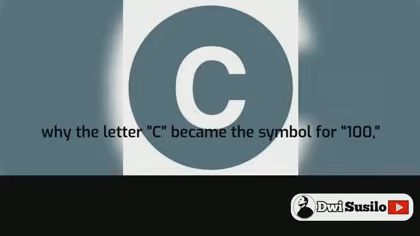 C
why the letter "C" became the symbol for "100,"
Dwi Susilo